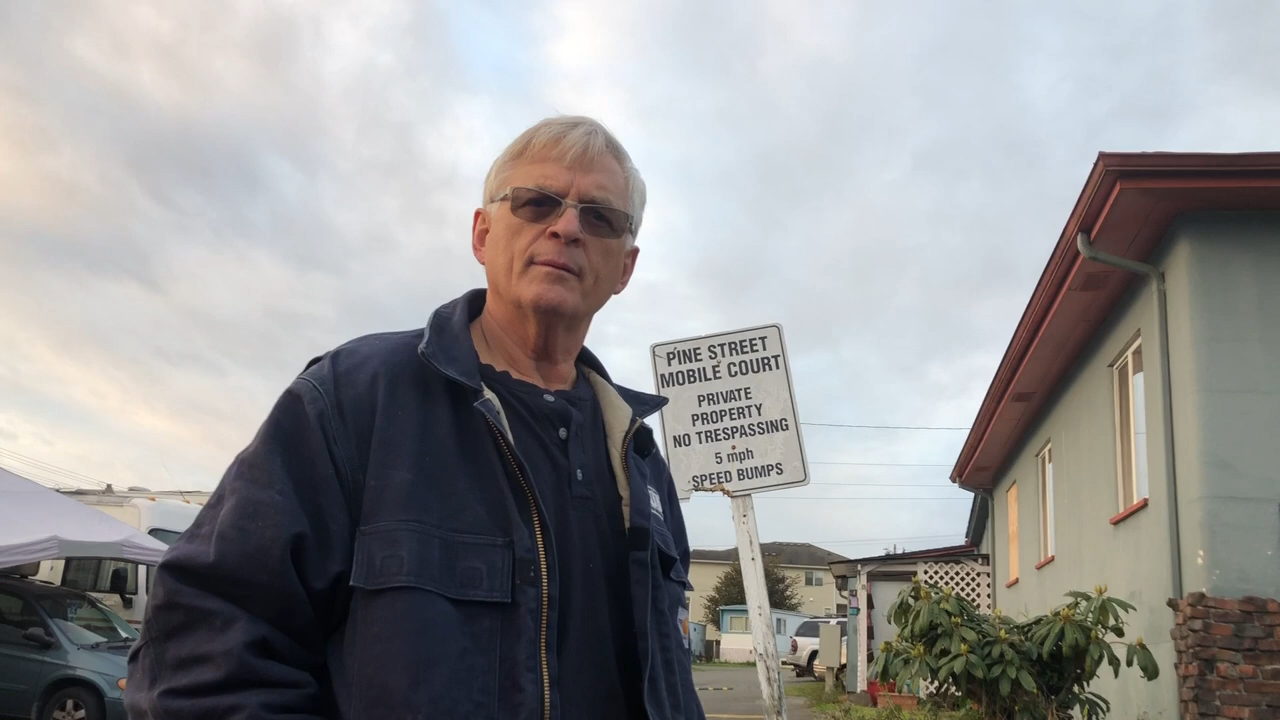 PINE STREET
MOBILE COURT
PRIVATE
PROPERTY
NO TRESPASSING
5 mph
SPEED BUMPS